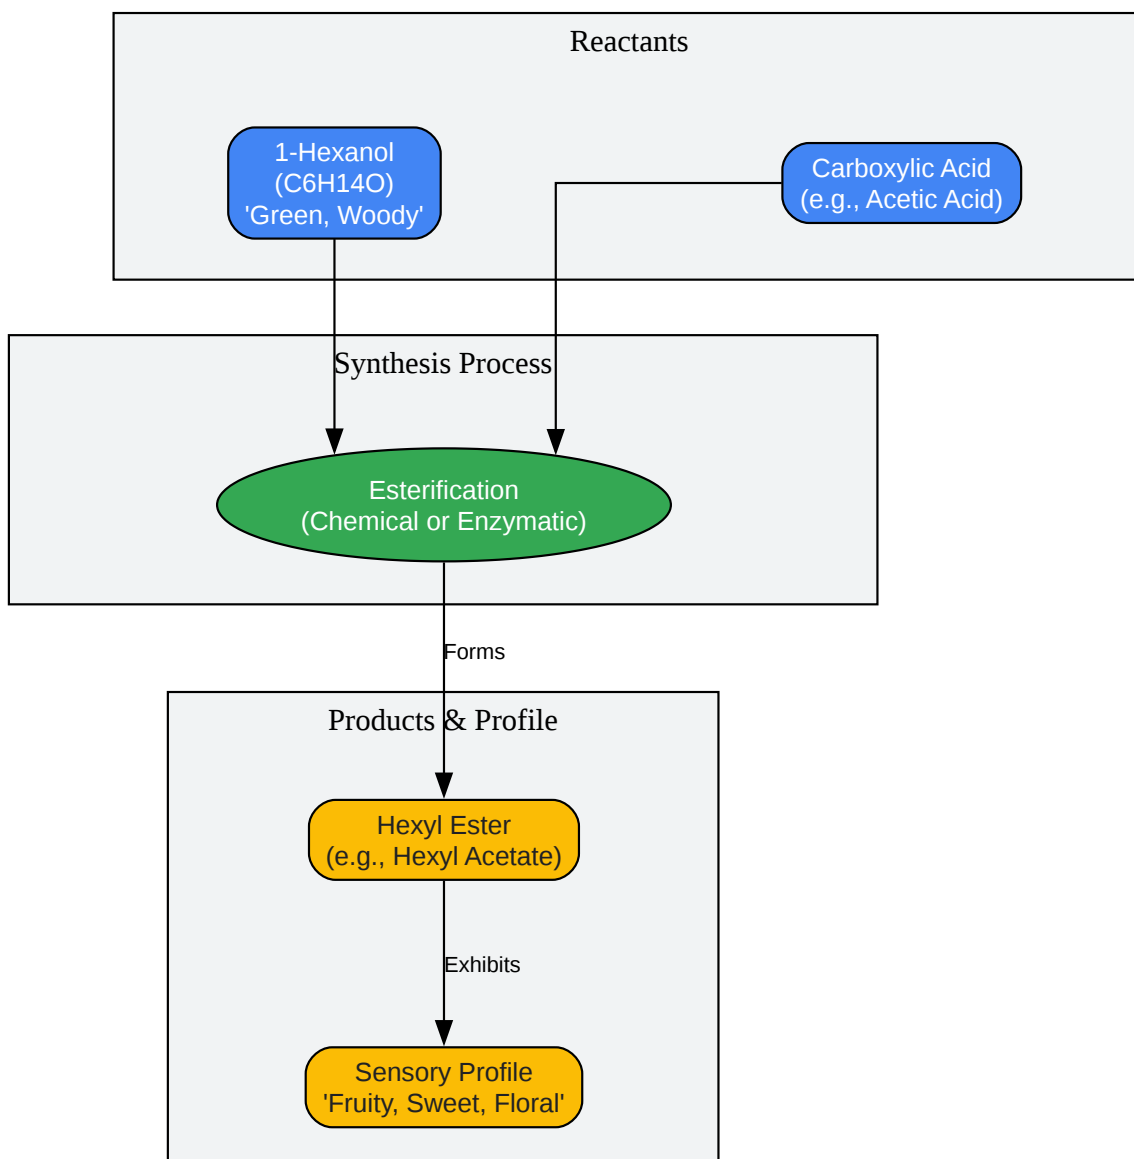 Reactants
1-Hexanol
(C6H14O)
'Green, Woody'
Carboxylic Acid
(e.g., Acetic Acid)
Synthesis Process
Esterification
(Chemical or Enzymatic)
Forms
Products & Profile
Hexyl Ester
(e.g., Hexyl Acetate)
Exhibits
Sensory Profile
'Fruity, Sweet, Floral'